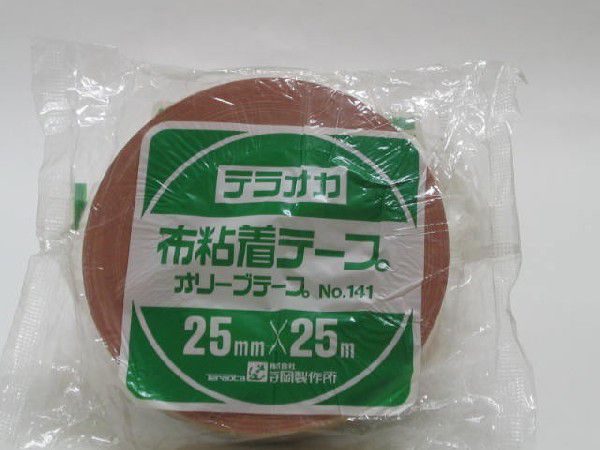 テラオカ
布粘着テープ。
オリーブテープ。 No.141
25mm×25m
Teraoka 株式会社 寺岡製作所